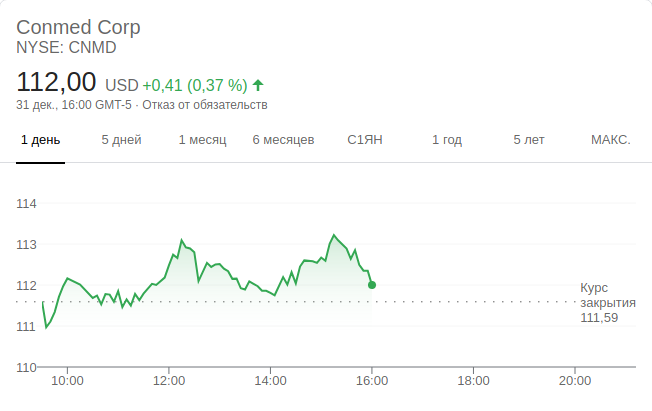 Conmed Corp
NYSE: CNMD
112,00 USD +0,41 (0,37 %)
31 дек., 16:00 GMT-5 · Отказ от обязательств
1 день 5 дней 1 месяц 6 месяцев С1ЯН 1 год 5 лет МАКС.
114
113
112
111
110
Курс
закрытия
111,59
10:00 12:00 14:00 16:00 18:00 20:00